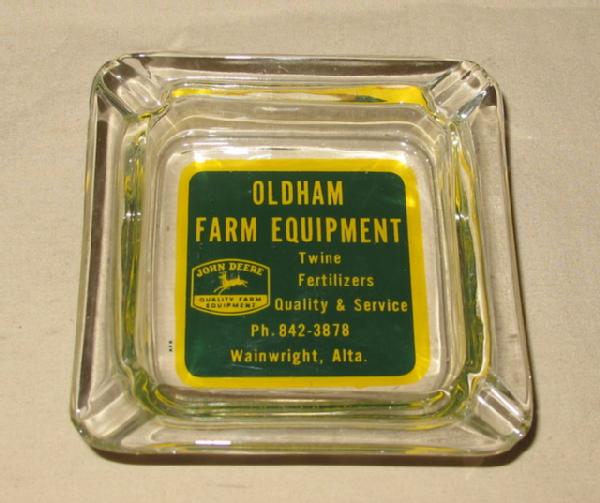 OLDHAM
FARM EQUIPMENT
Twine
Fertilizers
JOHN DEERE
QUALITY FARM
EQUIPMENT
Quality & Service
Ph. 842-3878
Wainwright, Alta.